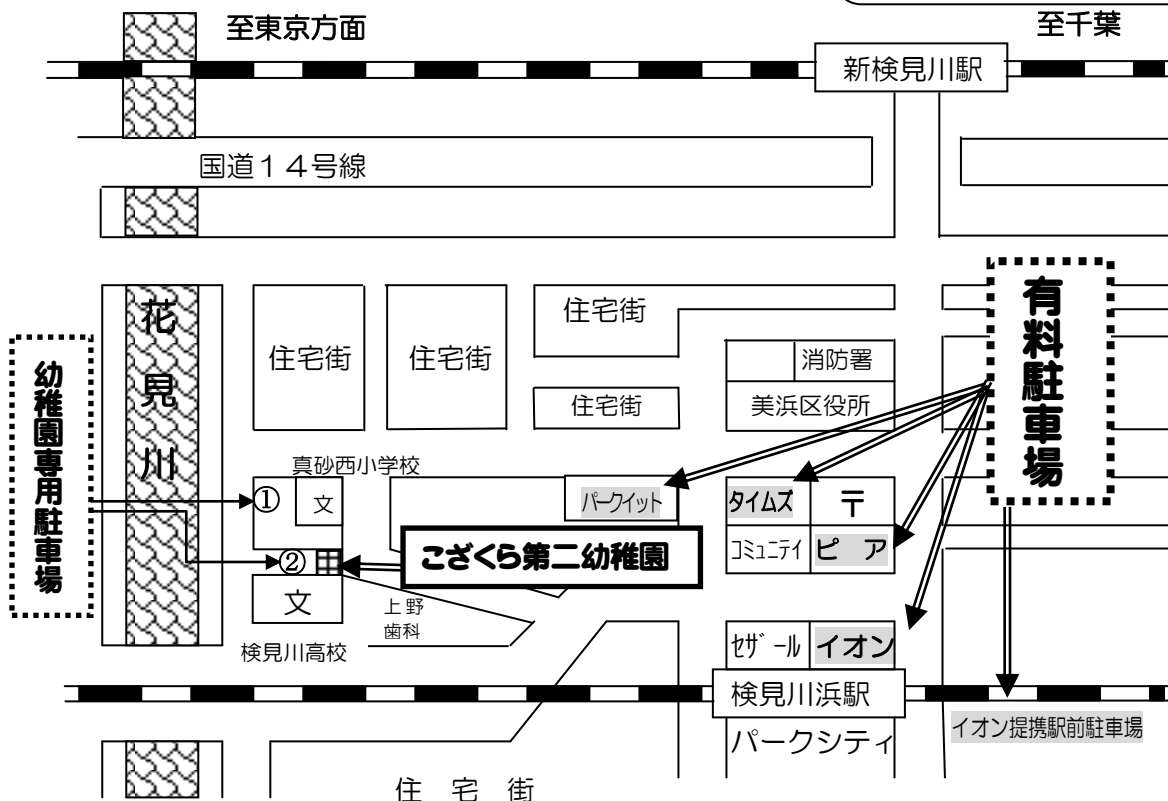 至東京方面
至千葉
新検見川駅
国道１４号線
有料駐車場
花見川
住宅街
住宅街
住宅街
住宅街
消防署
美浜区役所
幼稚園専用駐車場
真砂西小学校
①
文
パークイット
タイムズ
〒
コミュニテイ
ピ ア
こざくら第二幼稚園
②
文
上野
歯科
検見川高校
セザール
イオン
検見川浜駅
イオン提携駅前駐車場
パークシティ
住 宅 街